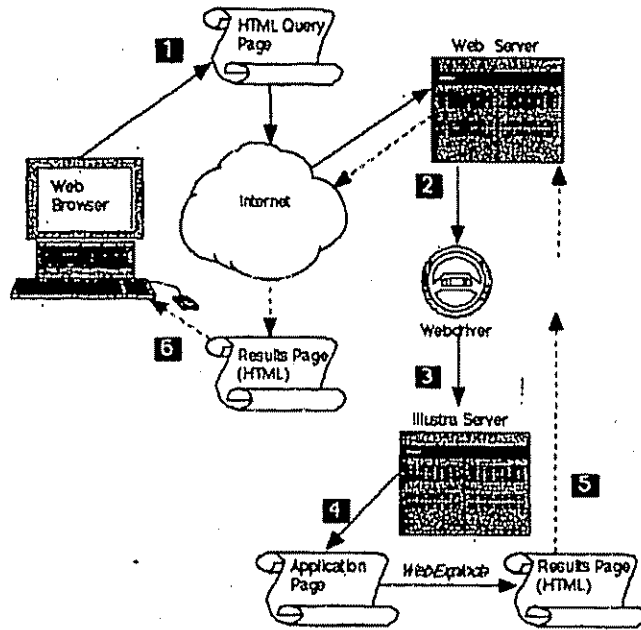 1
HTML Query
Page
Web Server
Web
Browser
Internet
2
Webdriver
6
Results Page
(HTML)
3
Illustra Server
4
5
Application
Page
WebExplode
Results Page
(HTML)